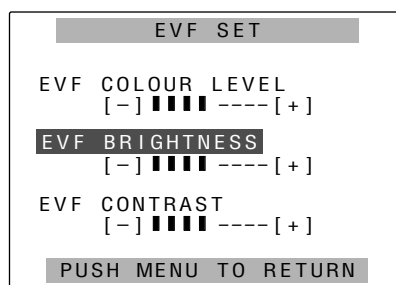 EVF SET
EVF COLOUR LEVEL
[-]▮▮▮▮----[+]
EVF BRIGHTNESS
[-]▮▮▮▮----[+]
EVF CONTRAST
[-]▮▮▮▮----[+]
PUSH MENU TO RETURN